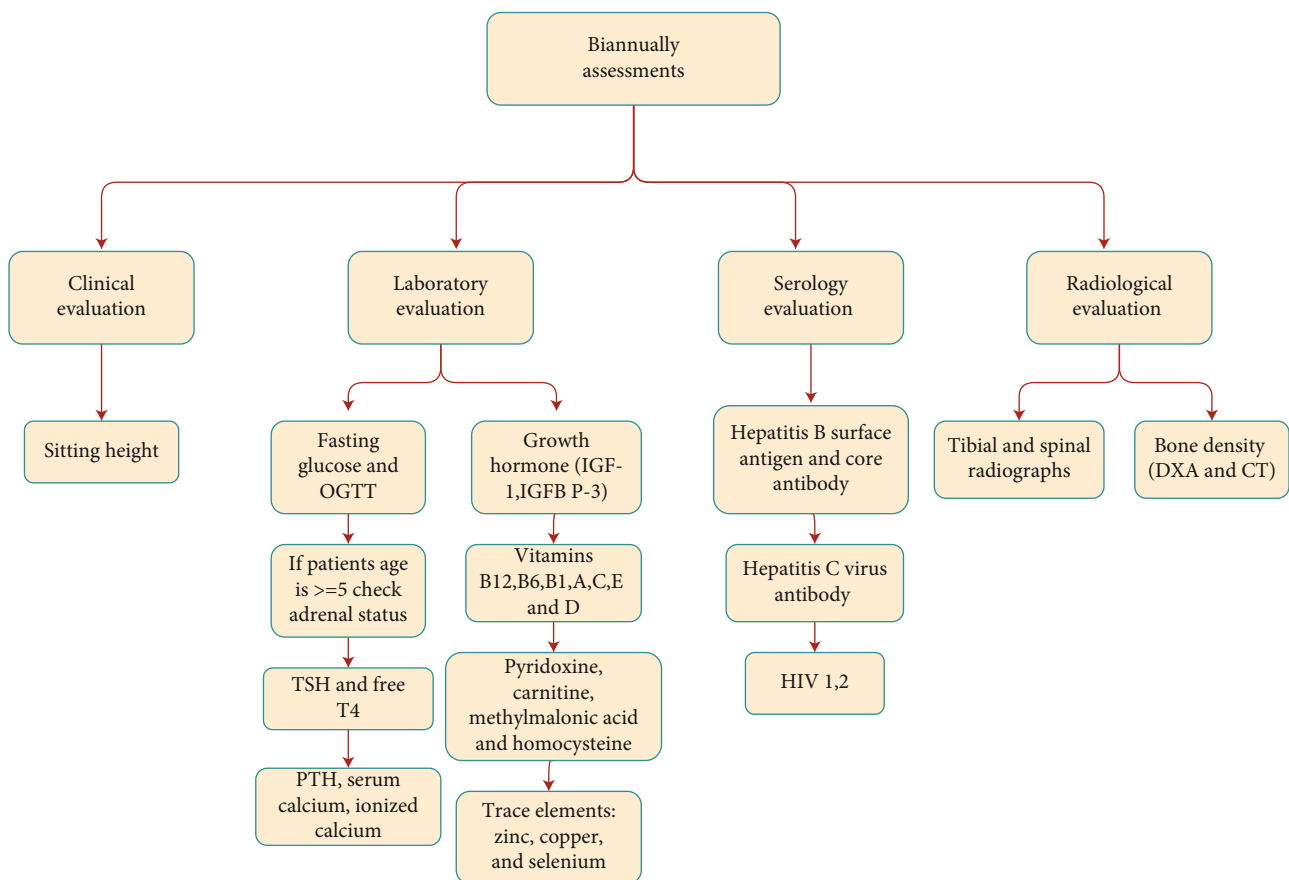 Biannually
assessments
Clinical
evaluation
Laboratory
evaluation
Serology
evaluation
Radiological
evaluation
Sitting height
Fasting
glucose and
OGTT
Growth
hormone (IGF-
1,IGFB P-3)
Hepatitis B surface
antigen and core
antibody
Tibial and spinal
radiographs
Bone density
(DXA and CT)
If patients age
is >=5 check
adrenal status
Vitamins
B12,B6,B1,A,C,E
and D
Hepatitis C virus
antibody
TSH and free
T4
Pyridoxine,
carnitine,
methylmalonic acid
and homocysteine
HIV 1,2
PTH, serum
calcium, ionized
calcium
Trace elements:
zinc, copper,
and selenium